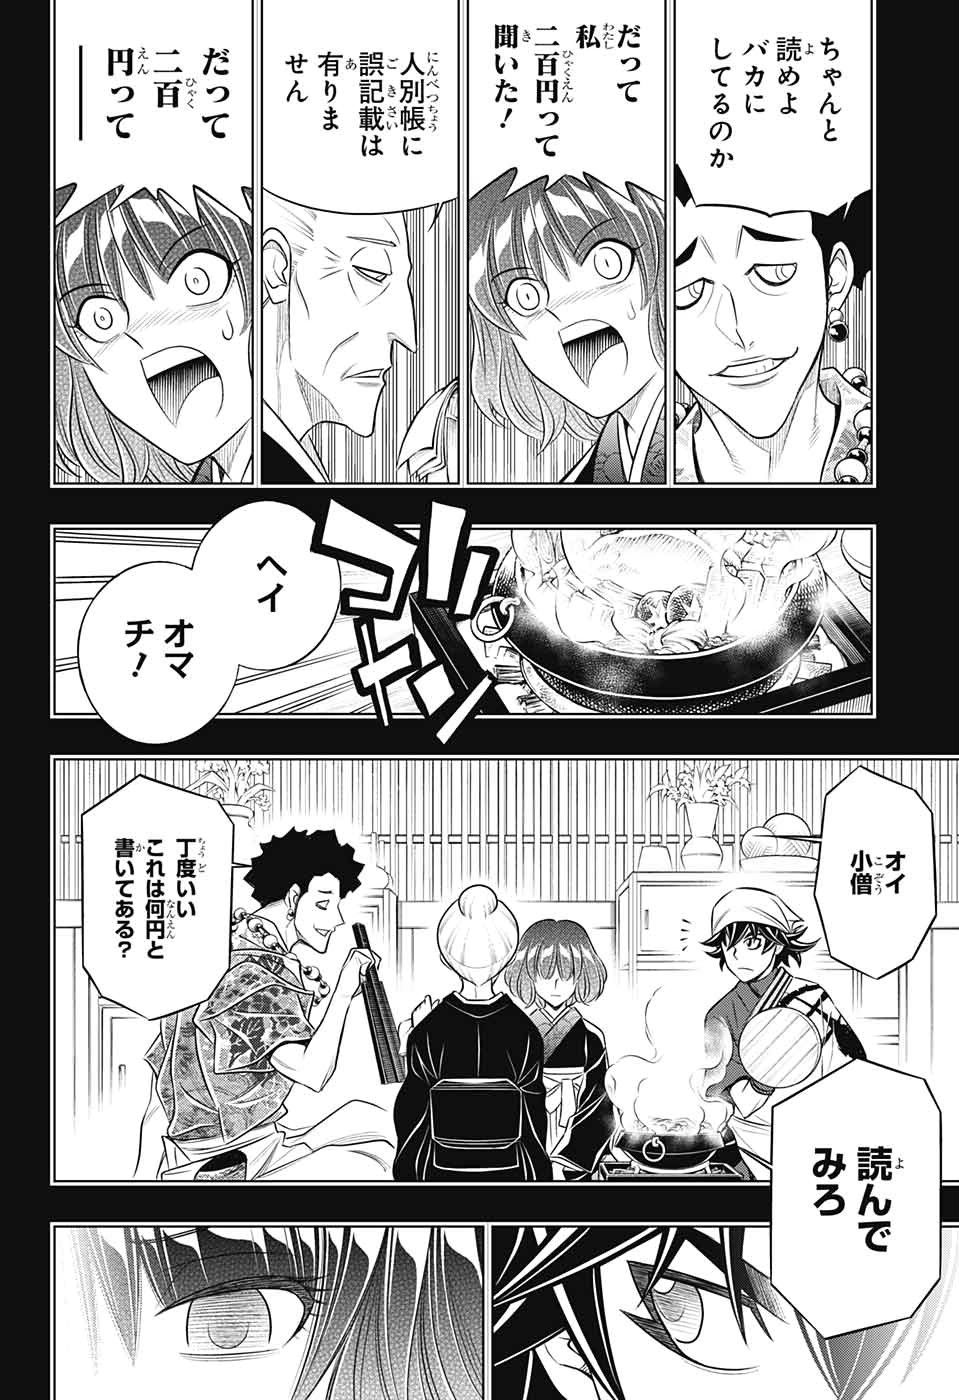 ちゃんと
読めよ
バカに
してるのか
だって
私
二百円って
聞いた!
人別帳に
誤記載は
有りま
せん
だって
二百
円って
――
ゴトッ
ヘイ
オマ
チ!
オイ
小僧
丁度いい
これは何円と
書いてある?
読んで
みろ